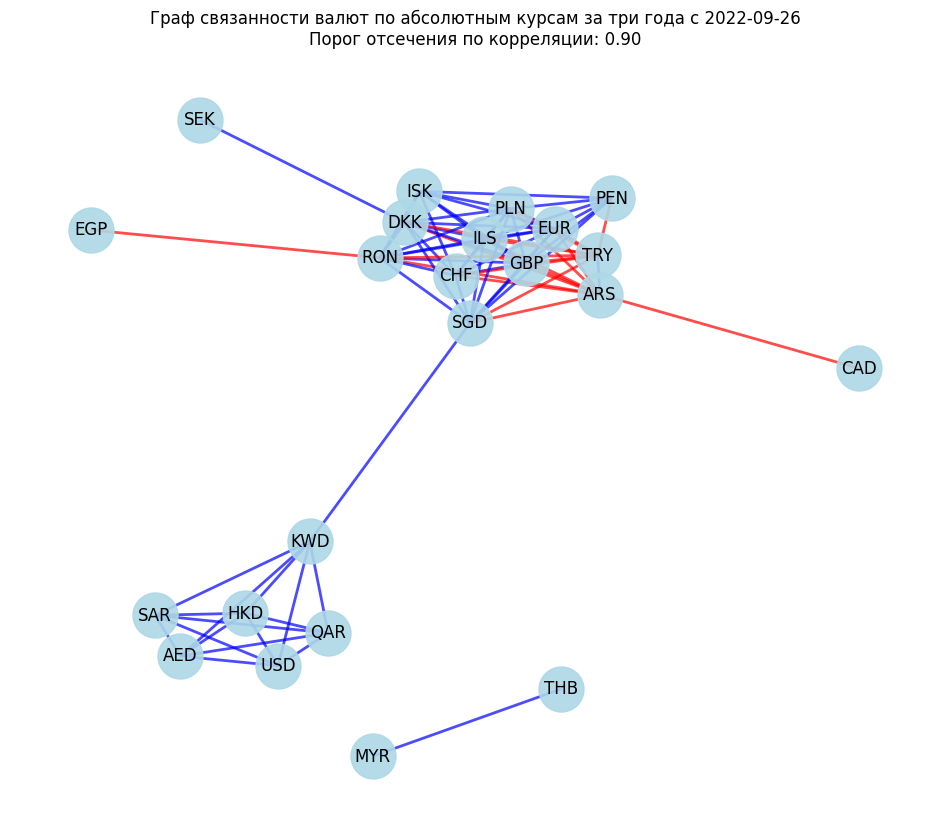 Граф связанности валют по абсолютным курсам за три года с 2022-09-26
Порог отсечения по корреляции: 0.90
SEK
ISK
PEN
PLN
DKK
EUR
EGP
ILS
RON
TRY
GBP
CHF
ARS
SGD
CAD
KWD
SAR
HKD
QAR
AED
USD
THB
MYR